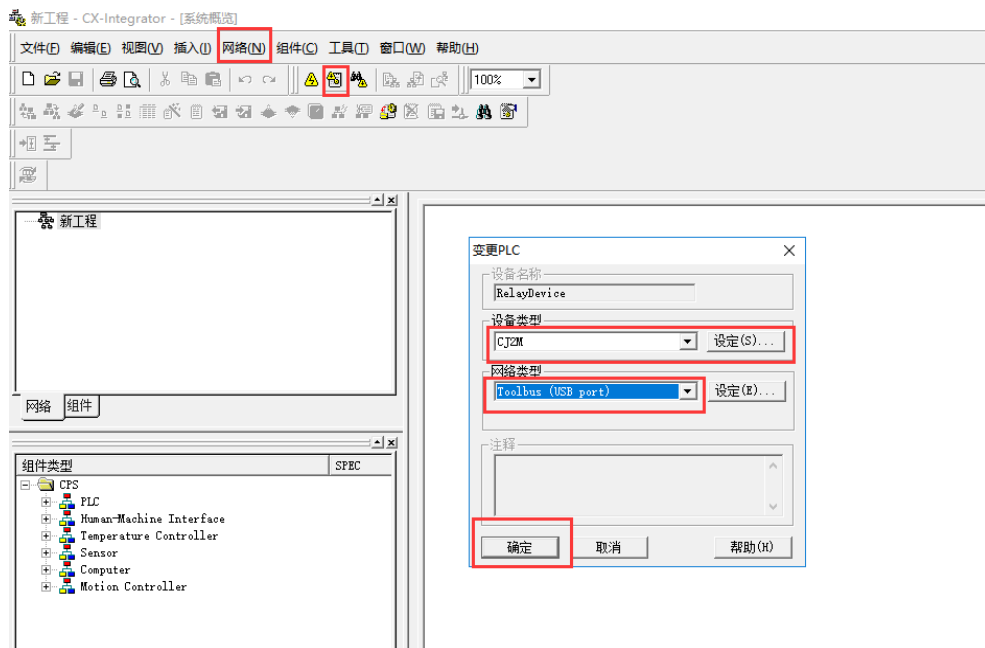 新工程 - CX-Integrator - [系统概览]
文件(F) 编辑(E) 视图(V) 插入(I) 网络(N) 组件(C) 工具(T) 窗口(W) 帮助(H)
100%
新工程
网络 组件
组件类型 SPEC
CPS
PLC
Human-Machine Interface
Temperature Controller
Sensor
Computer
Motion Controller
变更PLC
设备名称
RelayDevice
设备类型
CJ2M 设定(S)...
网络类型
Toolbus (USB port) 设定(E)...
注释
确定 取消 帮助(H)